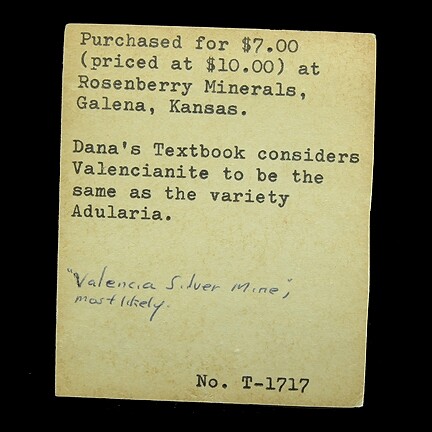 Purchased for $7.00
(priced at $10.00) at
Rosenberry Minerals,
Galena, Kansas.
Dana's Textbook considers
Valencianite to be the
same as the variety
Adularia.
"Valencia Silver Mine",
most likely.
No. T-1717